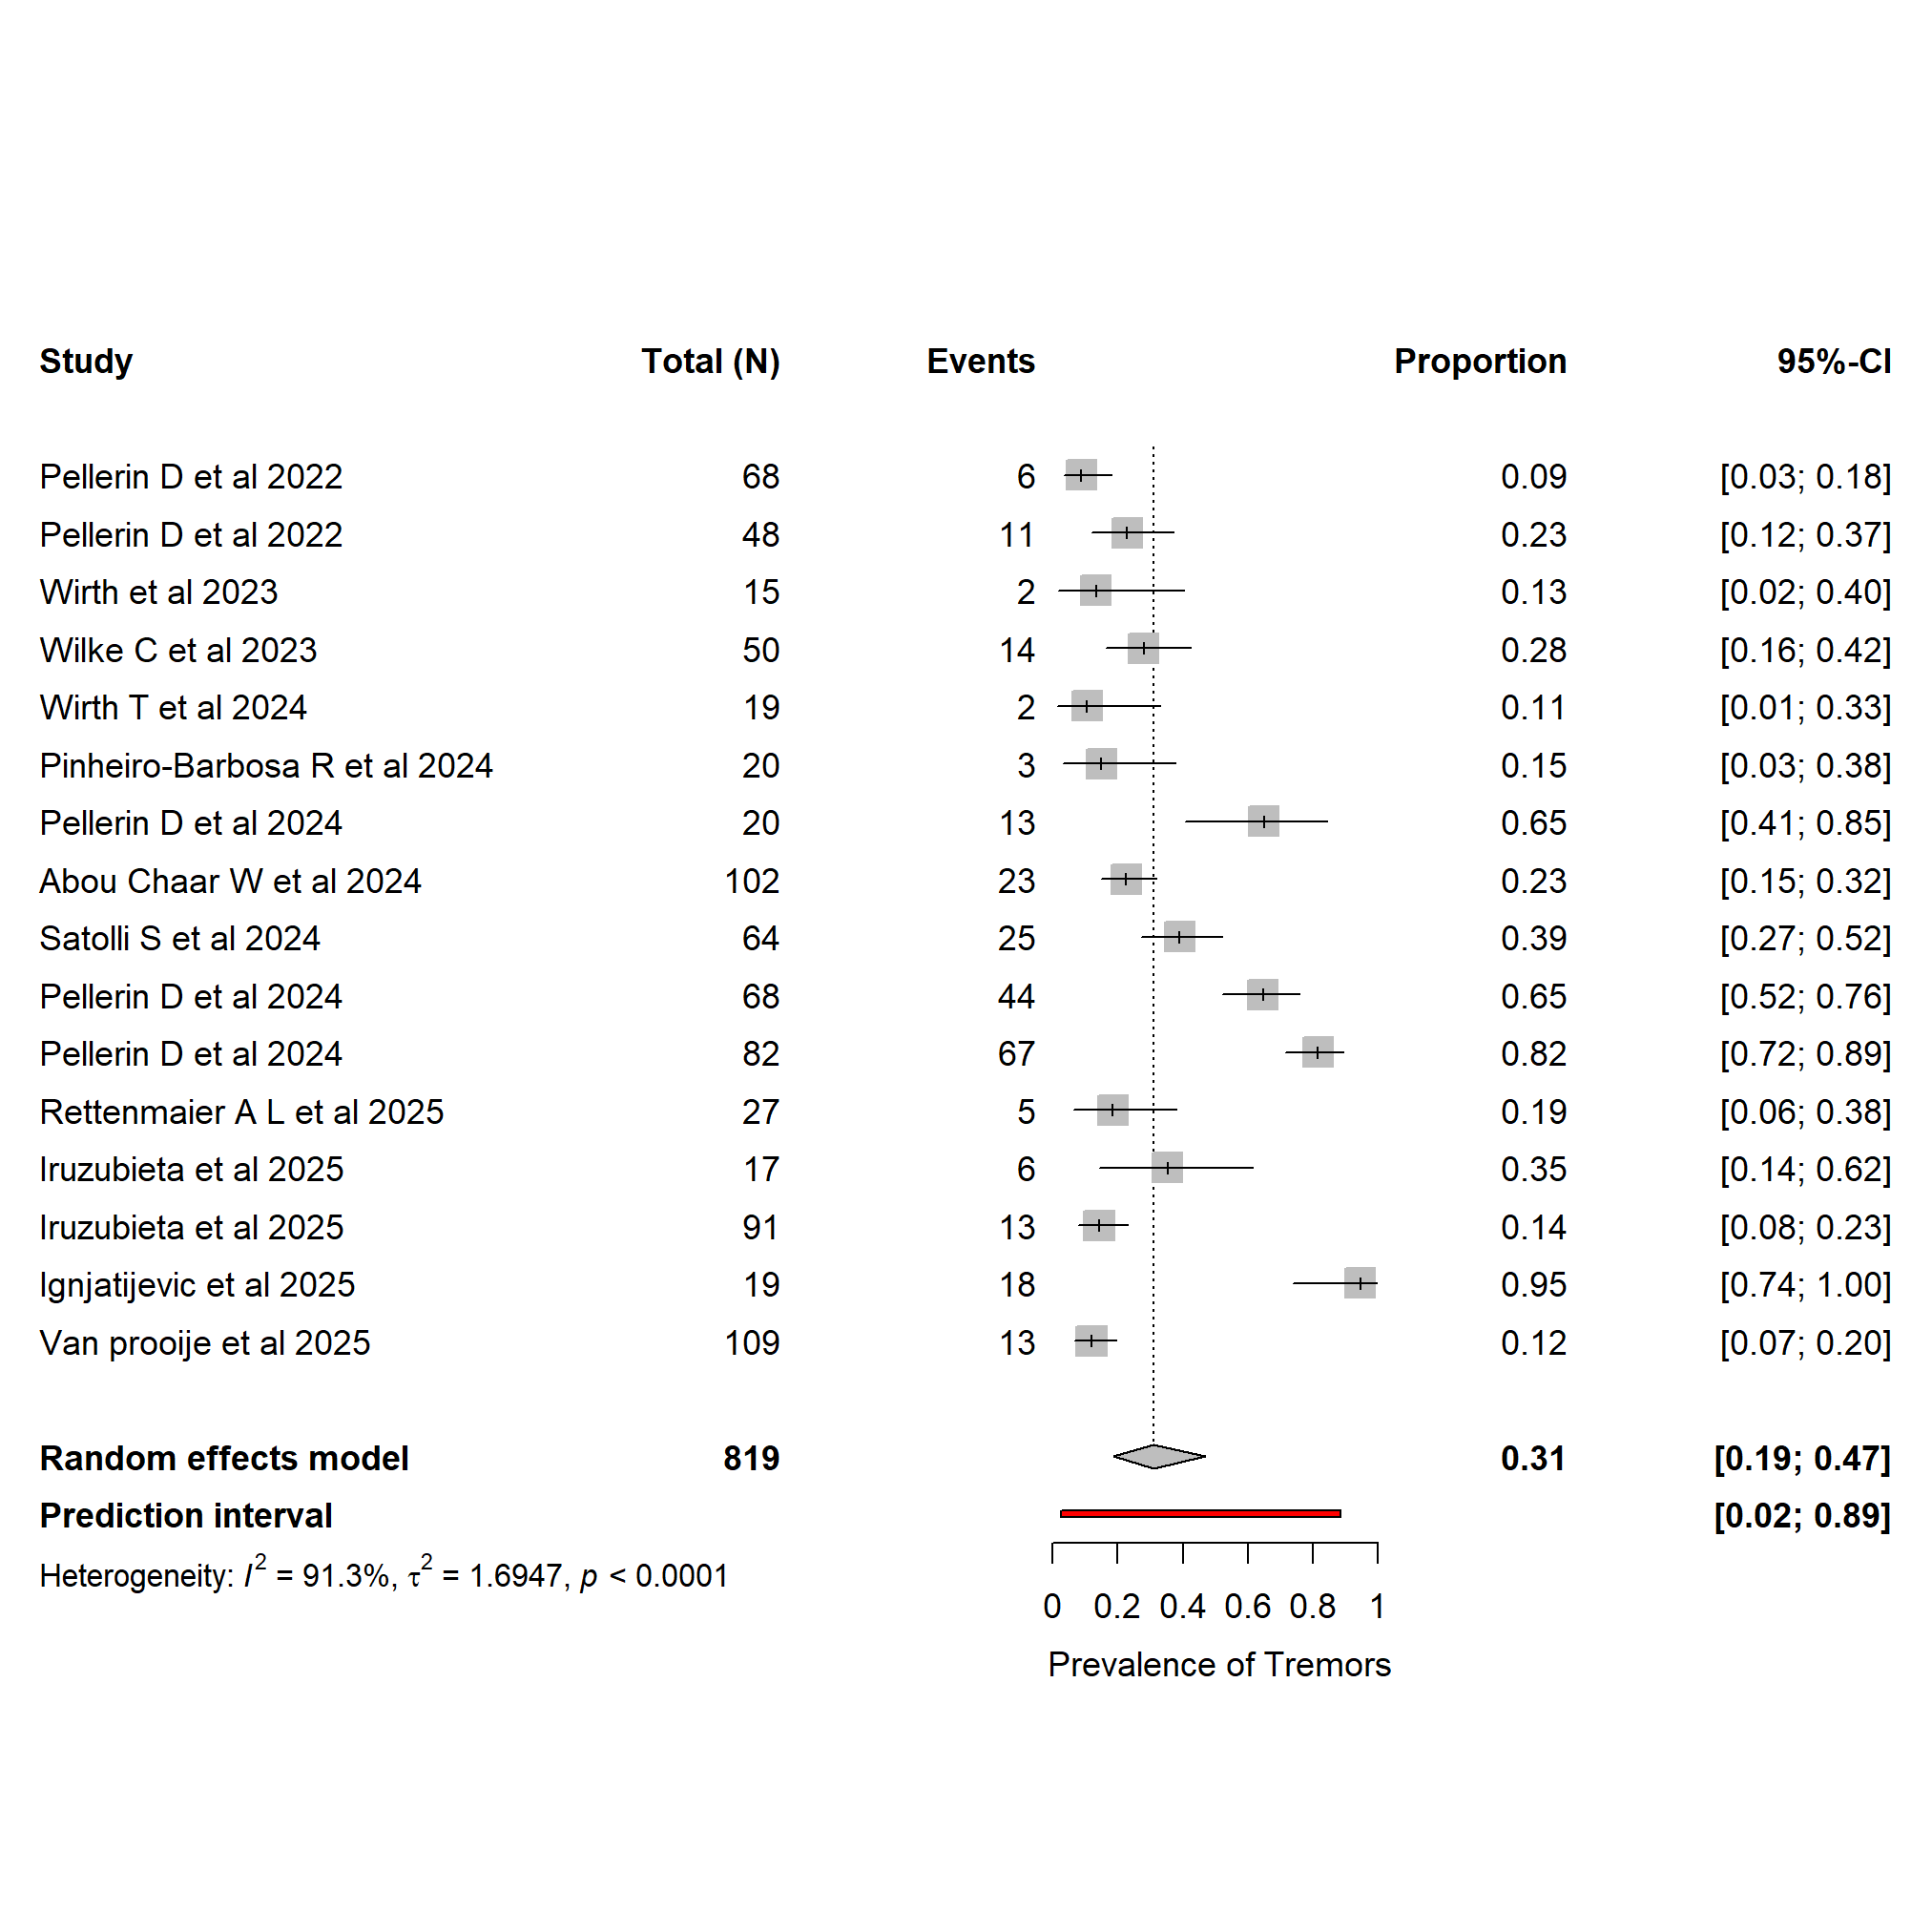 Study Total (N) Events Proportion 95%-CI
Pellerin D et al 2022 68 6 0.09 [0.03; 0.18]
Pellerin D et al 2022 48 11 0.23 [0.12; 0.37]
Wirth et al 2023 15 2 0.13 [0.02; 0.40]
Wilke C et al 2023 50 14 0.28 [0.16; 0.42]
Wirth T et al 2024 19 2 0.11 [0.01; 0.33]
Pinheiro-Barbosa R et al 2024 20 3 0.15 [0.03; 0.38]
Pellerin D et al 2024 20 13 0.65 [0.41; 0.85]
Abou Chaar W et al 2024 102 23 0.23 [0.15; 0.32]
Satolli S et al 2024 64 25 0.39 [0.27; 0.52]
Pellerin D et al 2024 68 44 0.65 [0.52; 0.76]
Pellerin D et al 2024 82 67 0.82 [0.72; 0.89]
Rettenmaier A L et al 2025 27 5 0.19 [0.06; 0.38]
Iruzubieta et al 2025 17 6 0.35 [0.14; 0.62]
Iruzubieta et al 2025 91 13 0.14 [0.08; 0.23]
Ignjatijevic et al 2025 19 18 0.95 [0.74; 1.00]
Van prooije et al 2025 109 13 0.12 [0.07; 0.20]
Random effects model 819 0.31 [0.19; 0.47]
Prediction interval [0.02; 0.89]
Heterogeneity: I² = 91.3%, τ² = 1.6947, p < 0.0001
0 0.2 0.4 0.6 0.8 1
Prevalence of Tremors